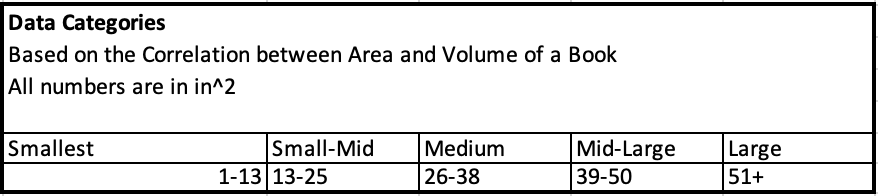 Data Categories
Based on the Correlation between Area and Volume of a Book
All numbers are in in^2
Smallest Small-Mid Medium Mid-Large Large
1-13 13-25 26-38 39-50 51+